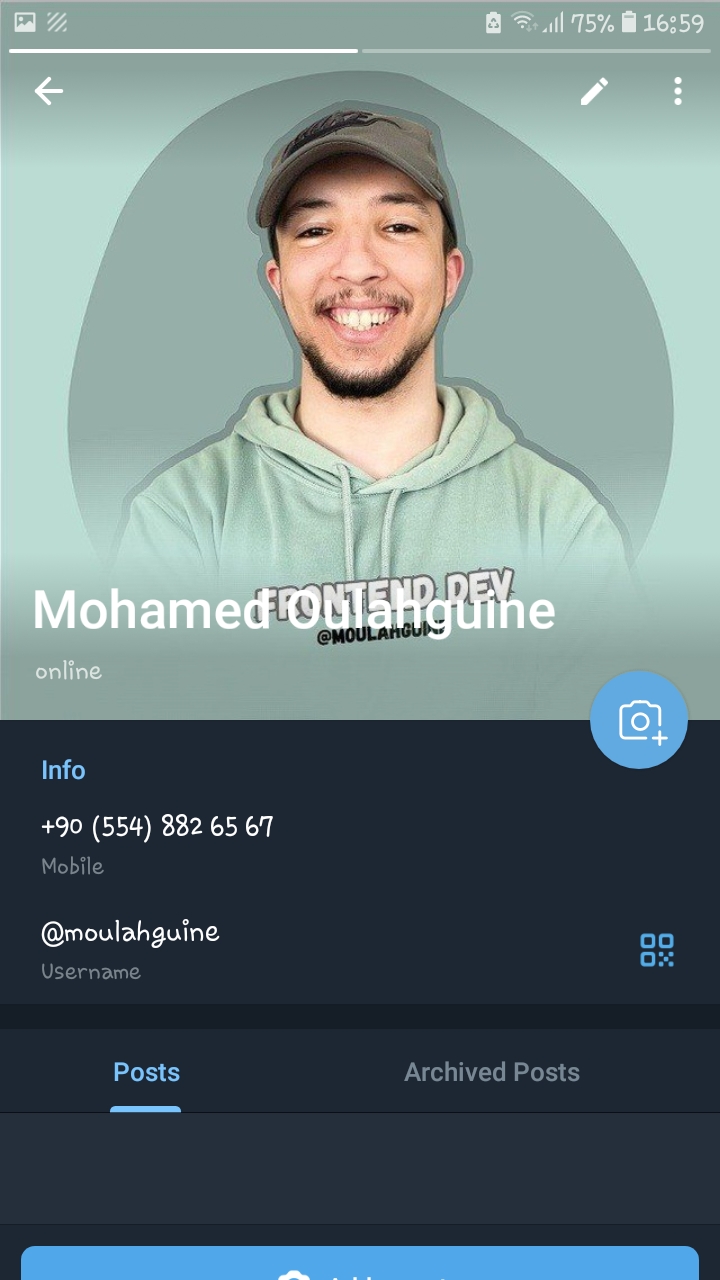 75% 16:59
FRONTEND DEV
Mohamed Oulahguine
@MOULAHGUINE
online
Info
+90 (554) 882 65 67
Mobile
@moulahguine
Username
Posts Archived Posts